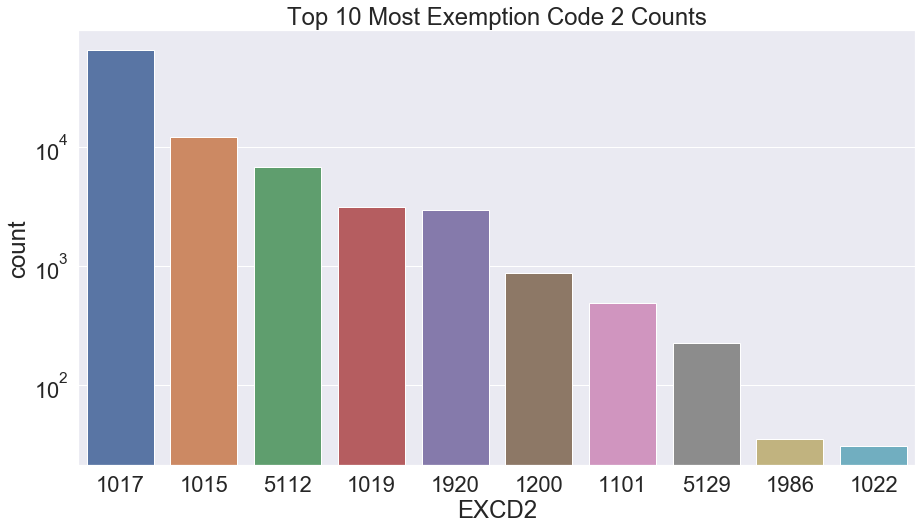 Top 10 Most Exemption Code 2 Counts
count
10^4
10^3
10^2
1017 1015 5112 1019 1920 1200 1101 5129 1986 1022
EXCD2